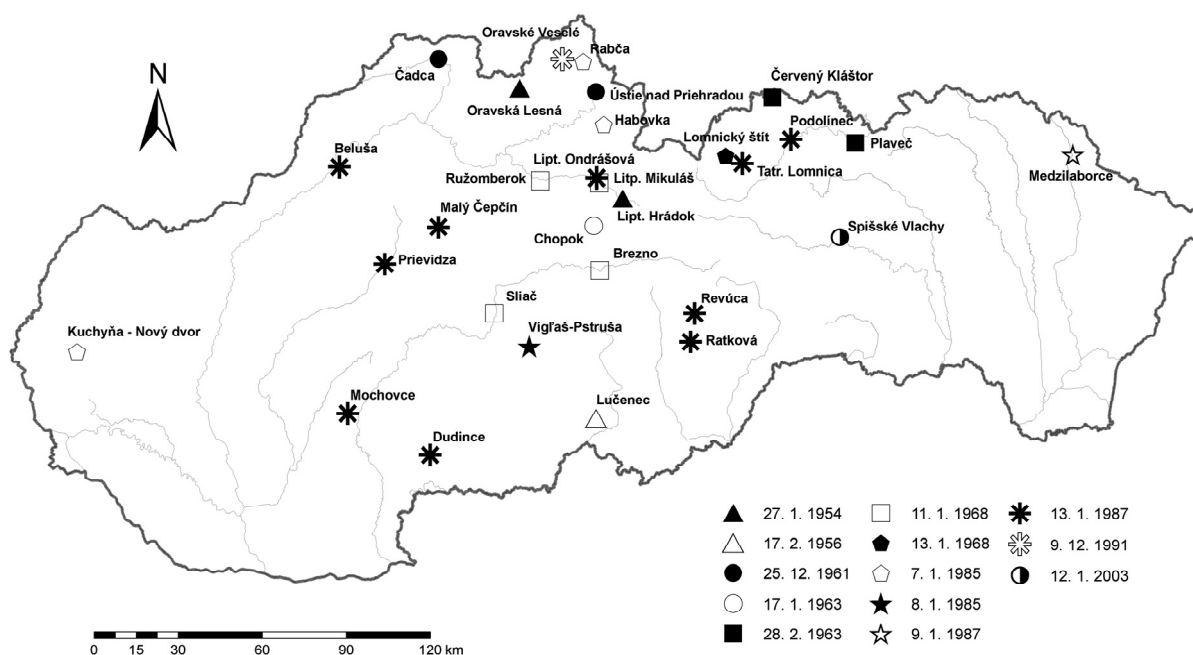 Oravské Veselé
Rabča
N
Čadca
Červený Kláštor
Ústie nad Priehradou
Oravská Lesná
Habovka
Podolínec
Lomnický štít
Plaveč
Beluša
Lipt. Ondrášová
Tatr. Lomnica
Medzilaborce
Ružomberok
Litp. Mikuláš
Malý Čepčín
Lipt. Hrádok
Spišské Vlachy
Chopok
Brezno
Prievidza
Sliač
Revúca
Kuchyňa - Nový dvor
Vigľaš-Pstruša
Ratková
Mochovce
Lučenec
Dudince
27. 1. 1954
11. 1. 1968
13. 1. 1987
17. 2. 1956
13. 1. 1968
9. 12. 1991
25. 12. 1961
7. 1. 1985
12. 1. 2003
17. 1. 1963
8. 1. 1985
28. 2. 1963
9. 1. 1987
0 15 30 60 90 120 km